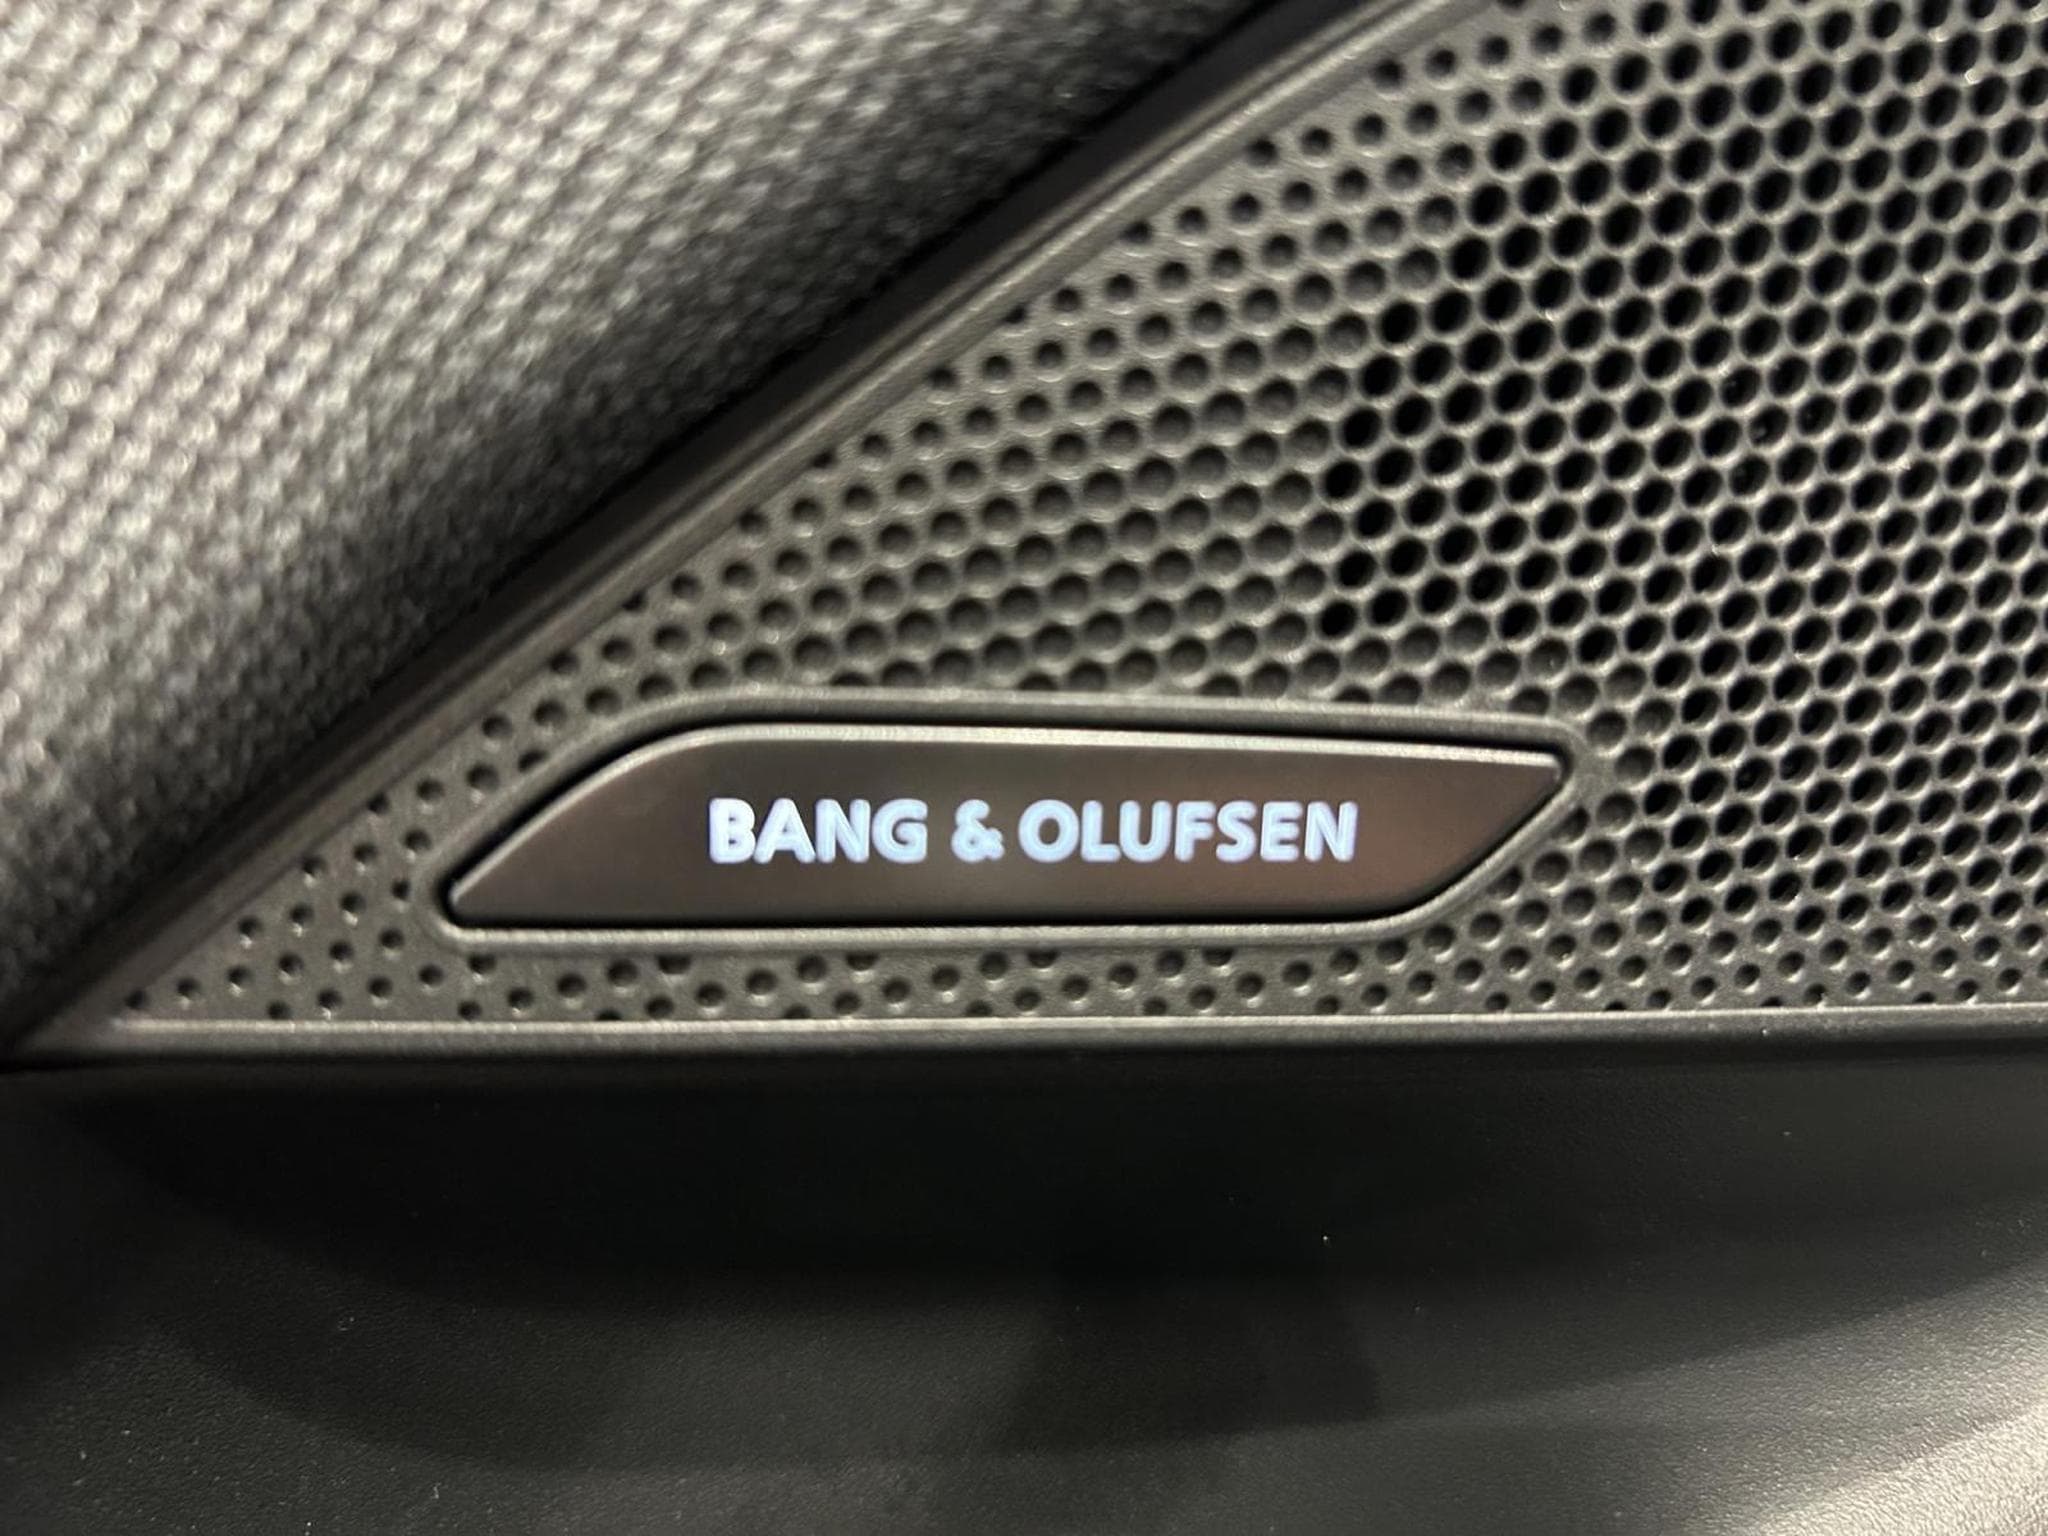 BANG & OLUFSEN